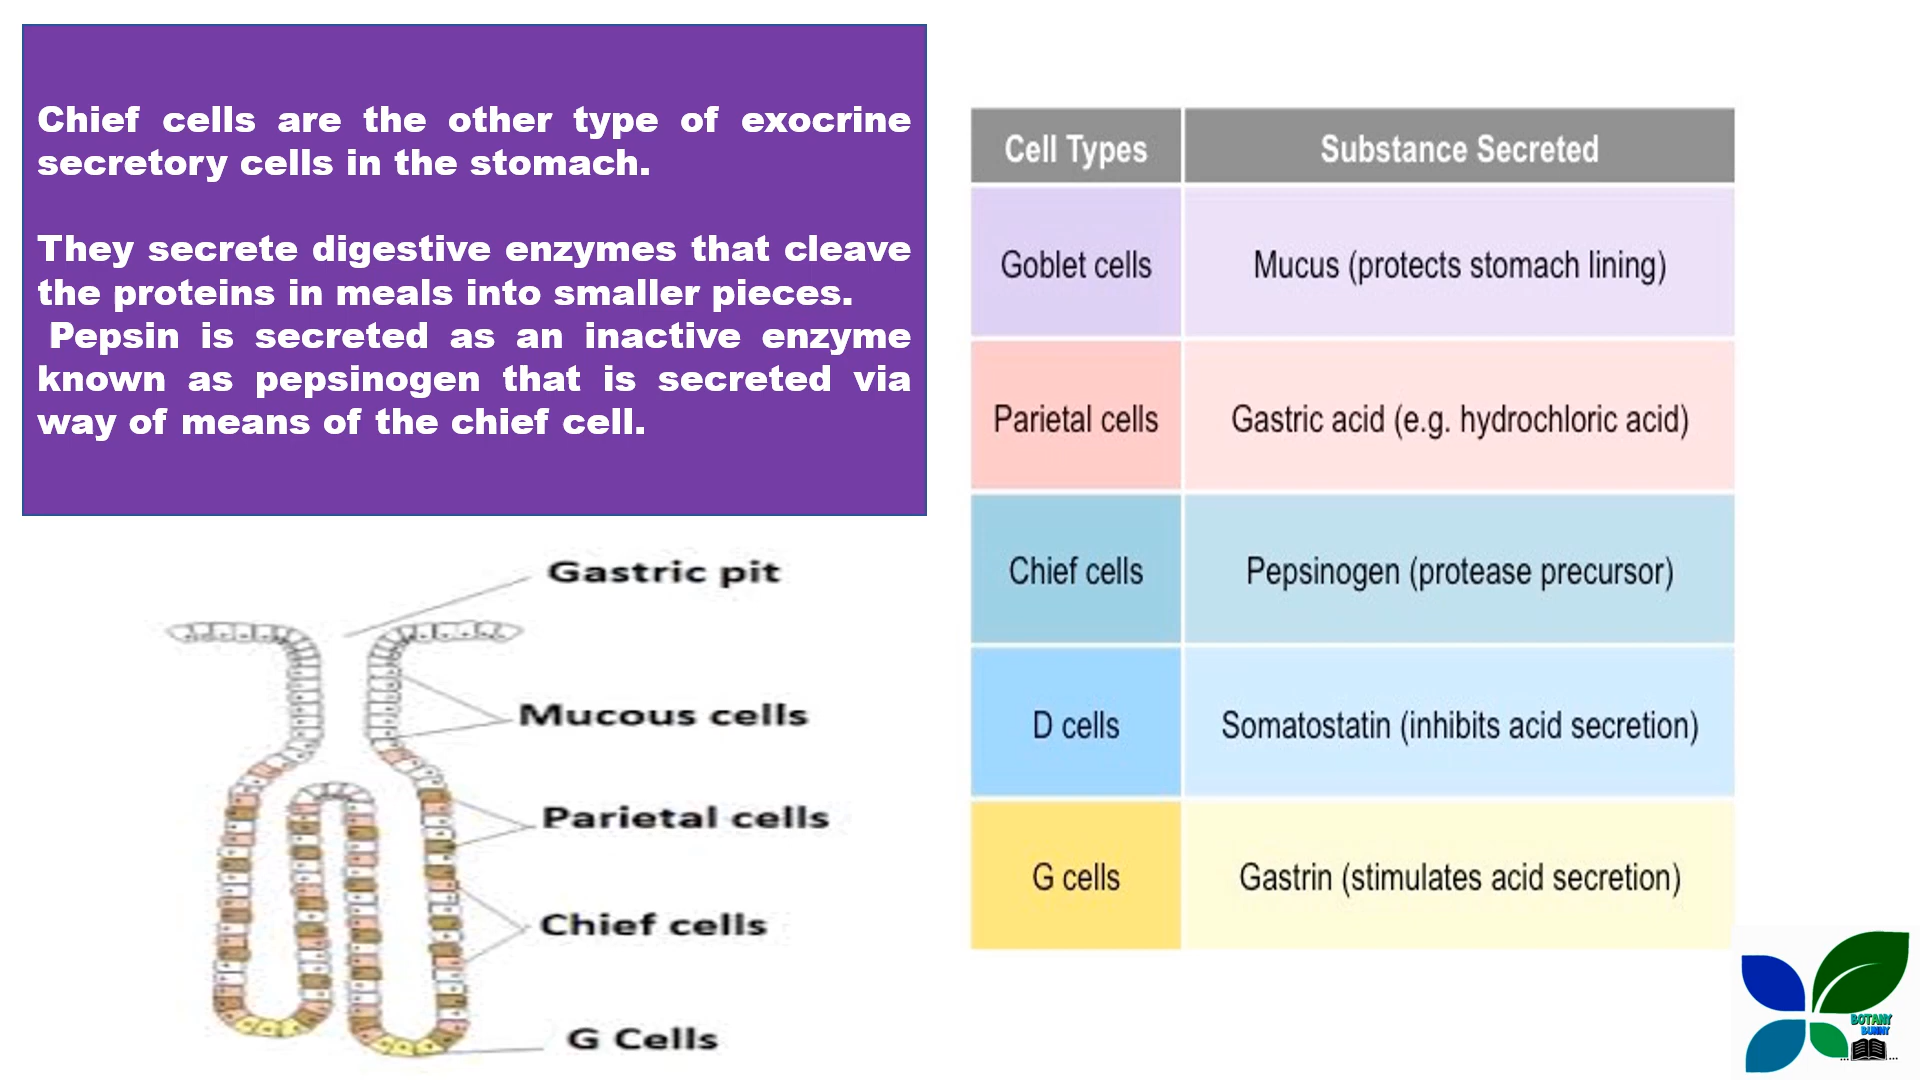 Chief cells are the other type of exocrine
secretory cells in the stomach.
They secrete digestive enzymes that cleave
the proteins in meals into smaller pieces.
Pepsin is secreted as an inactive enzyme
known as pepsinogen that is secreted via
way of means of the chief cell.
Gastric pit
Mucous cells
Parietal cells
Chief cells
G Cells
Cell Types Substance Secreted
Goblet cells Mucus (protects stomach lining)
Parietal cells Gastric acid (e.g. hydrochloric acid)
Chief cells Pepsinogen (protease precursor)
D cells Somatostatin (inhibits acid secretion)
G cells Gastrin (stimulates acid secretion)
BOTANY
BUNNY